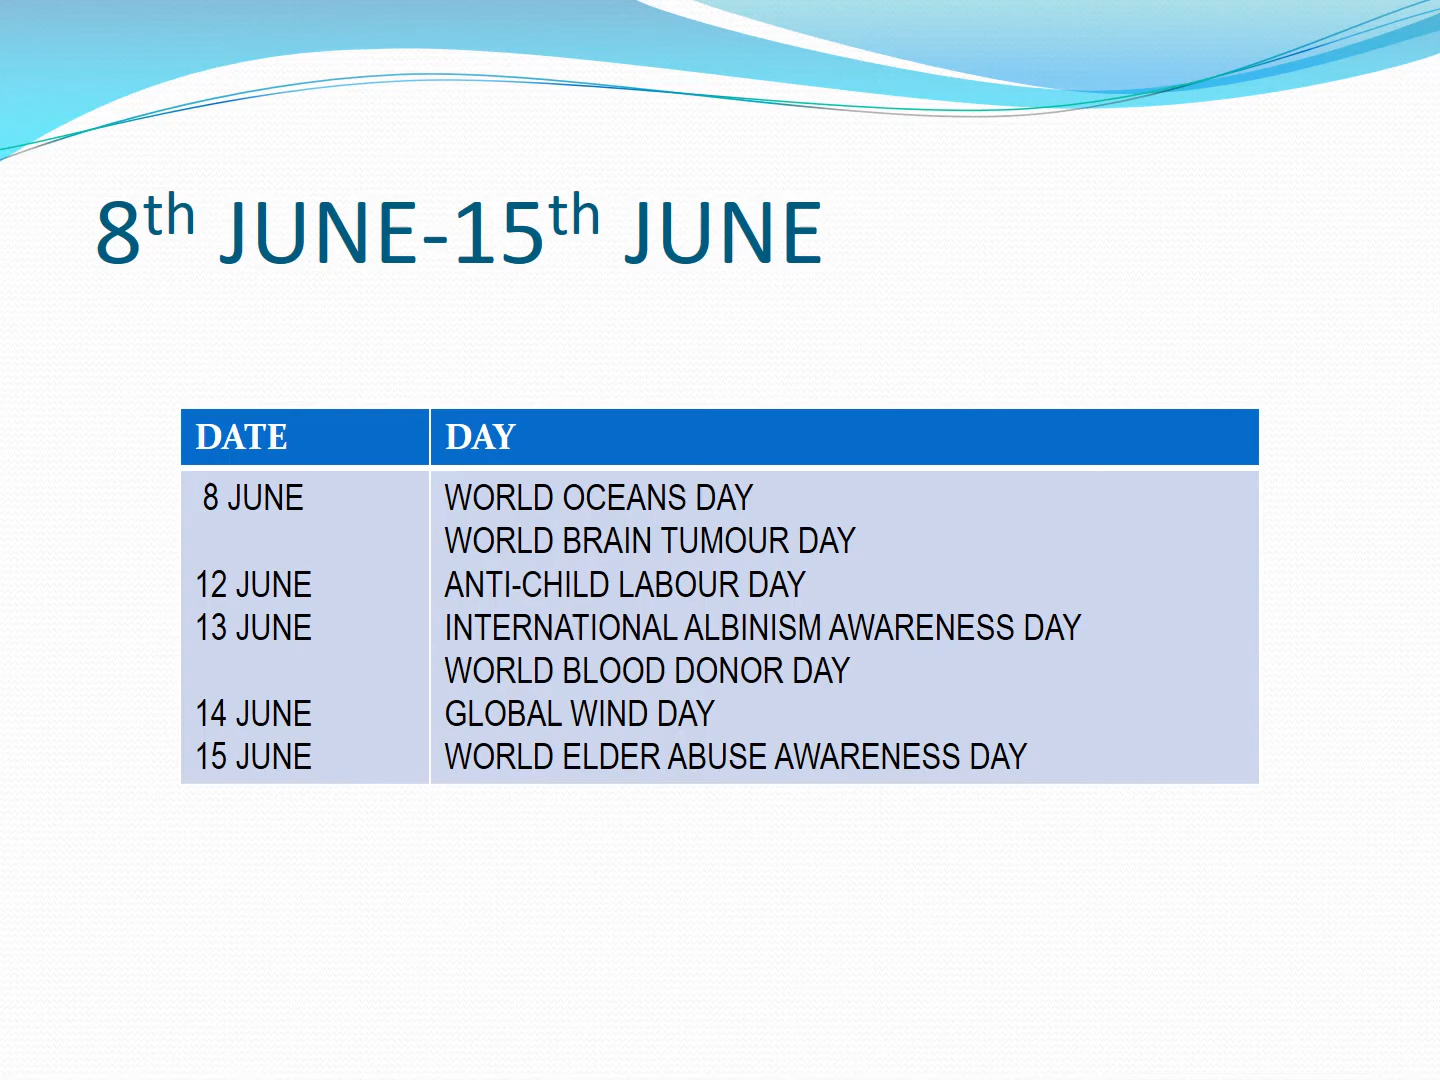 8th JUNE-15th JUNE
DATE DAY
8 JUNE WORLD OCEANS DAY
WORLD BRAIN TUMOUR DAY
12 JUNE ANTI-CHILD LABOUR DAY
13 JUNE INTERNATIONAL ALBINISM AWARENESS DAY
WORLD BLOOD DONOR DAY
14 JUNE GLOBAL WIND DAY
15 JUNE WORLD ELDER ABUSE AWARENESS DAY